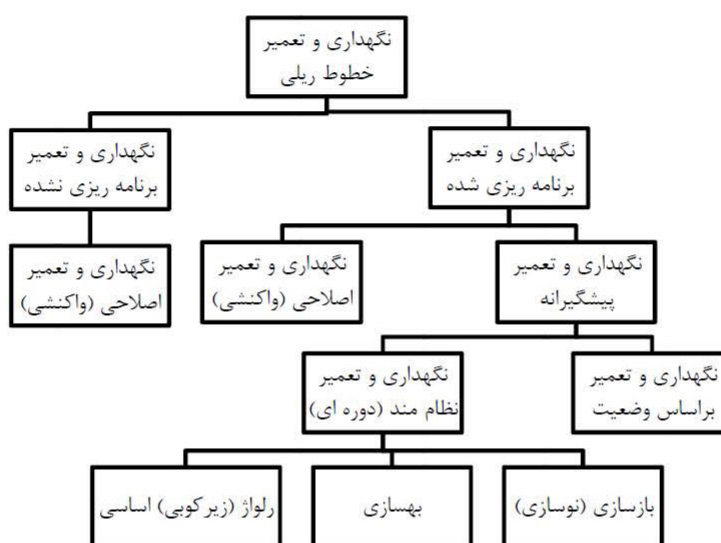 نگهداری و تعمیر
خطوط ریلی
نگهداری و تعمیر
برنامه ریزی شده
نگهداری و تعمیر
برنامه ریزی نشده
نگهداری و تعمیر
پیشگیرانه
نگهداری و تعمیر
اصلاحی (واکنشی)
نگهداری و تعمیر
اصلاحی (واکنشی)
نگهداری و تعمیر
براساس وضعیت
نگهداری و تعمیر
نظام مند (دوره ای)
بازسازی (نوسازی)
بهسازی
رلواژ (زیرکوبی) اساسی